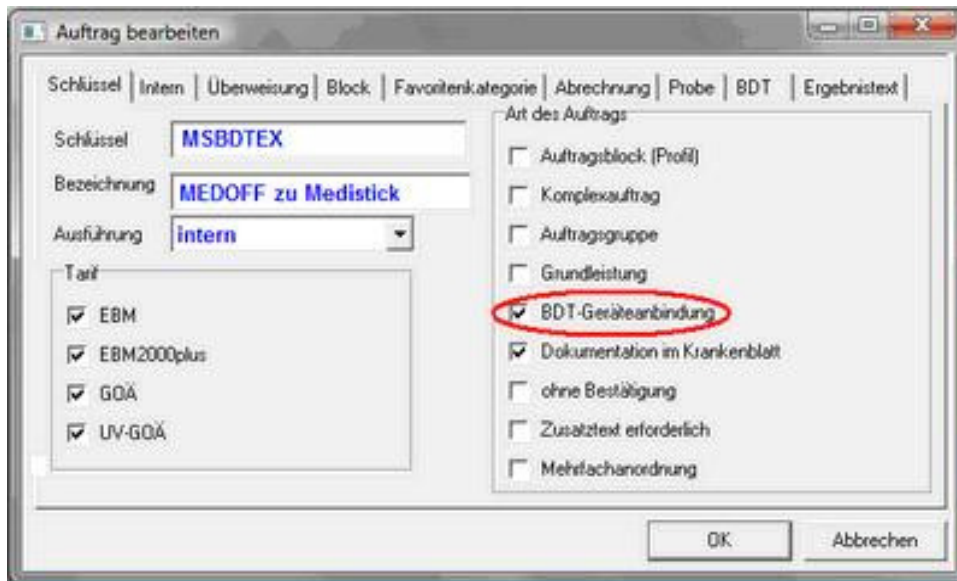 Auftrag bearbeiten
Schlüssel Intern Überweisung Block Favoritenkategorie Abrechnung Probe BDT Ergebnistext
Schlüssel MSBDTEX
Bezeichnung MEDOFF zu Medistick
Ausführung intern
Tarif
EBM
EBM2000plus
GOÄ
UV-GOÄ
Art des Auftrags
Auftragsblock (Profil)
Komplexauftrag
Auftragsgruppe
Grundleistung
BDT-Geräteanbindung
Dokumentation im Krankenblatt
ohne Bestätigung
Zusatztext erforderlich
Mehrfachanordnung
OK Abbrechen